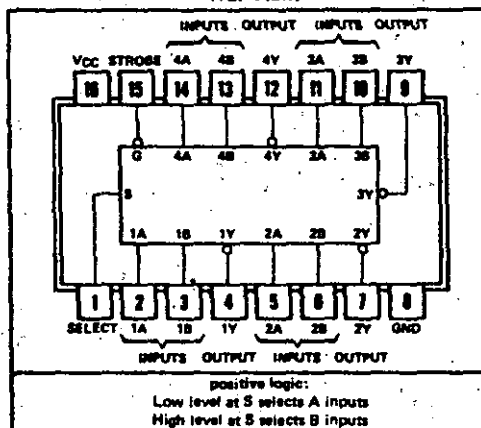 INPUTS OUTPUT INPUTS OUTPUT
VCC STROBE 4A 4B 4Y 3A 3B 3Y
16 15 14 13 12 11 10 9
G 4A 4B 4Y 3A 3B
S 3Y
1A 1B 1Y 2A 2B 2Y
1 2 3 4 5 6 7 8
SELECT 1A 1B 1Y 2A 2B 2Y GND
INPUTS OUTPUT INPUTS OUTPUT
positive logic:
Low level at S selects A inputs
High level at S selects B inputs